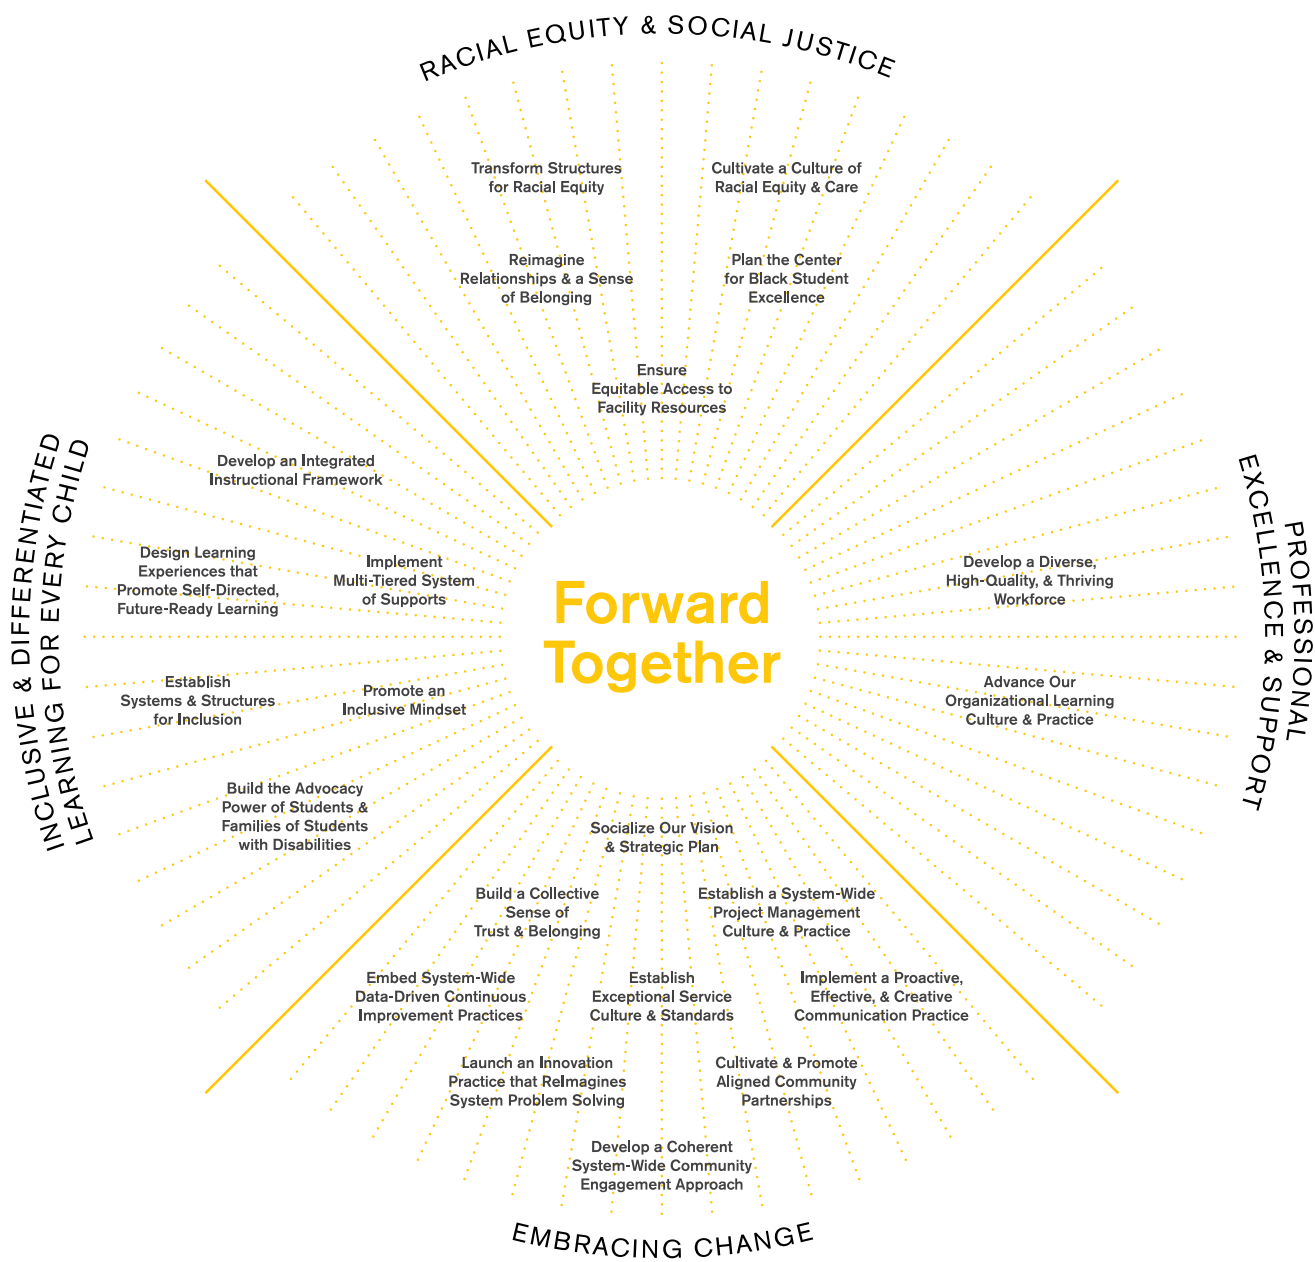 RACIAL EQUITY & SOCIAL JUSTICE
Transform Structures
for Racial Equity
Cultivate a Culture of
Racial Equity & Care
Reimagine
Relationships & a Sense
of Belonging
Plan the Center
for Black Student
Excellence
Ensure
Equitable Access to
Facility Resources
INCLUSIVE & DIFFERENTIATED
LEARNING FOR EVERY CHILD
Develop an Integrated
Instructional Framework
Design Learning
Experiences that
Promote Self-Directed,
Future-Ready Learning
Implement
Multi-Tiered System
of Supports
Establish
Systems & Structures
for Inclusion
Promote an
Inclusive Mindset
Build the Advocacy
Power of Students &
Families of Students
with Disabilities
Forward
Together
PROFESSIONAL
EXCELLENCE & SUPPORT
Develop a Diverse,
High-Quality, & Thriving
Workforce
Advance Our
Organizational Learning
Culture & Practice
Socialize Our Vision
& Strategic Plan
Build a Collective
Sense of
Trust & Belonging
Establish a System-Wide
Project Management
Culture & Practice
Embed System-Wide
Data-Driven Continuous
Improvement Practices
Establish
Exceptional Service
Culture & Standards
Implement a Proactive,
Effective, & Creative
Communication Practice
Launch an Innovation
Practice that ReImagines
System Problem Solving
Cultivate & Promote
Aligned Community
Partnerships
Develop a Coherent
System-Wide Community
Engagement Approach
EMBRACING CHANGE